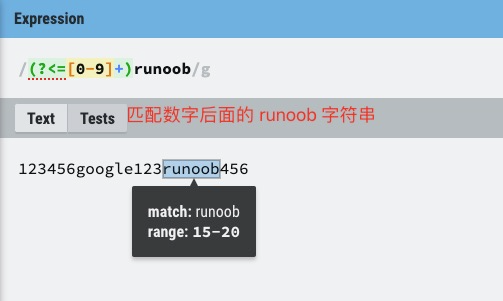 Expression
/(?<=[0-9]+)runoob/g
Text Tests 匹配数字后面的 runoob 字符串
123456google123runoob456
match: runoob
range: 15-20